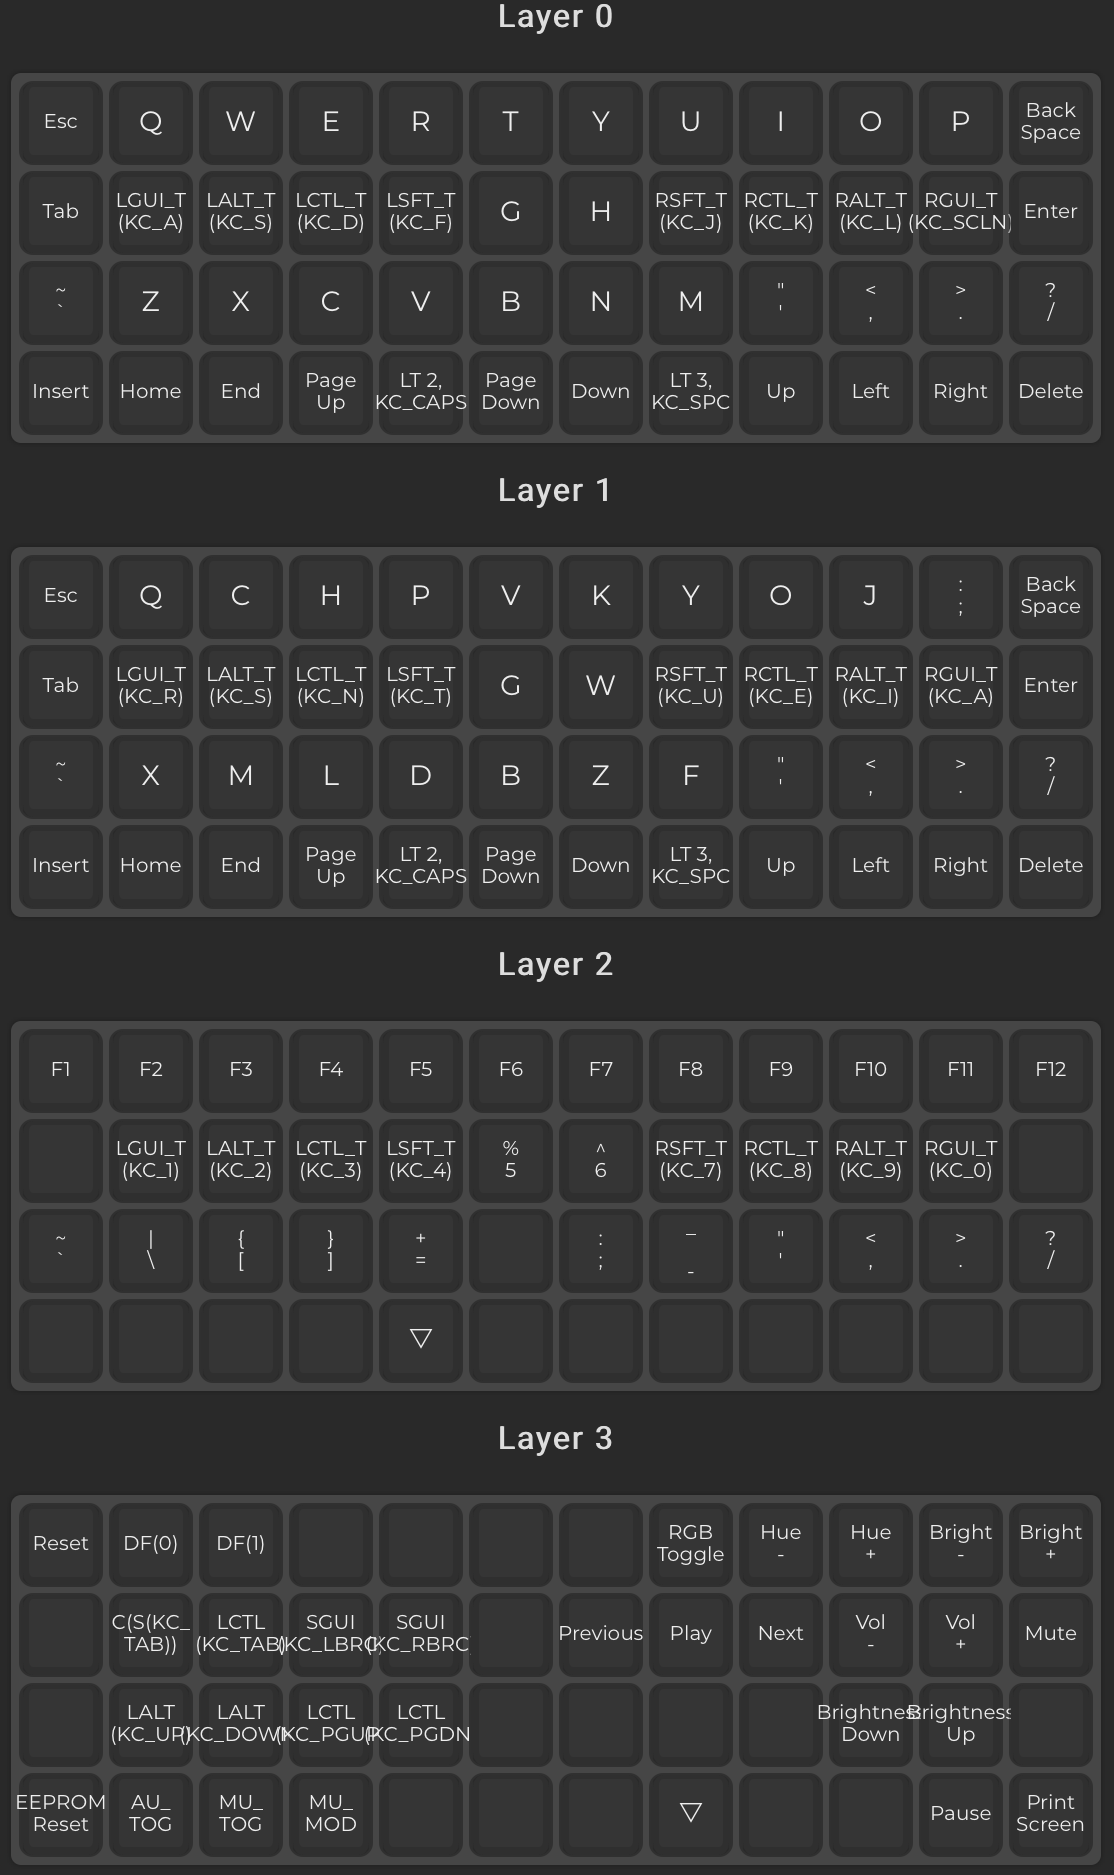 Layer 0
Esc Q W E R T Y U I O P Back Space
Tab LGUI_T (KC_A) LALT_T (KC_S) LCTL_T (KC_D) LSFT_T (KC_F) G H RSFT_T (KC_J) RCTL_T (KC_K) RALT_T (KC_L) RGUI_T (KC_SCLN) Enter
~ ` Z X C V B N M " ' < , > . ? /
Insert Home End Page Up LT 2, KC_CAPS Page Down Down LT 3, KC_SPC Up Left Right Delete
Layer 1
Esc Q C H P V K Y O J : ; Back Space
Tab LGUI_T (KC_R) LALT_T (KC_S) LCTL_T (KC_N) LSFT_T (KC_T) G W RSFT_T (KC_U) RCTL_T (KC_E) RALT_T (KC_I) RGUI_T (KC_A) Enter
~ ` X M L D B Z F " ' < , > . ? /
Insert Home End Page Up LT 2, KC_CAPS Page Down Down LT 3, KC_SPC Up Left Right Delete
Layer 2
F1 F2 F3 F4 F5 F6 F7 F8 F9 F10 F11 F12
LGUI_T (KC_1) LALT_T (KC_2) LCTL_T (KC_3) LSFT_T (KC_4) % 5 ^ 6 RSFT_T (KC_7) RCTL_T (KC_8) RALT_T (KC_9) RGUI_T (KC_0)
~ ` | \ { [ } ] + = : ; _ - " ' < , > . ? /
▽
Layer 3
Reset DF(0) DF(1) RGB Toggle Hue - Hue + Bright - Bright +
C(S(KC_ TAB)) LCTL (KC_TAB) SGUI (KC_LBRC) SGUI (KC_RBRC Previous Play Next Vol - Vol + Mute
LALT (KC_UP) LALT (KC_DOWN LCTL (KC_PGUP LCTL (KC_PGDN Brightness Down Brightness Up
EEPROM Reset AU_ TOG MU_ TOG MU_ MOD ▽ Pause Print Screen